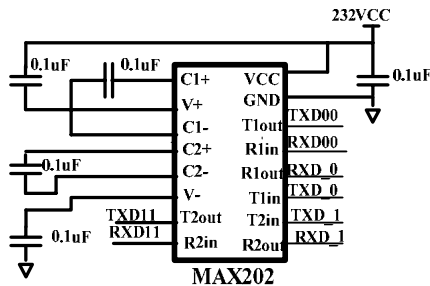 232VCC
0.1uF
0.1uF
0.1uF
C1+
VCC
V+
GND
TXD00
C1-
T1out
RXD00
C2+
R1in
RXD_0
0.1uF
C2-
R1out
TXD_0
V-
T1in
TXD11
T2out
T2in
TXD_1
RXD11
0.1uF
R2in
R2out
RXD_1
MAX202